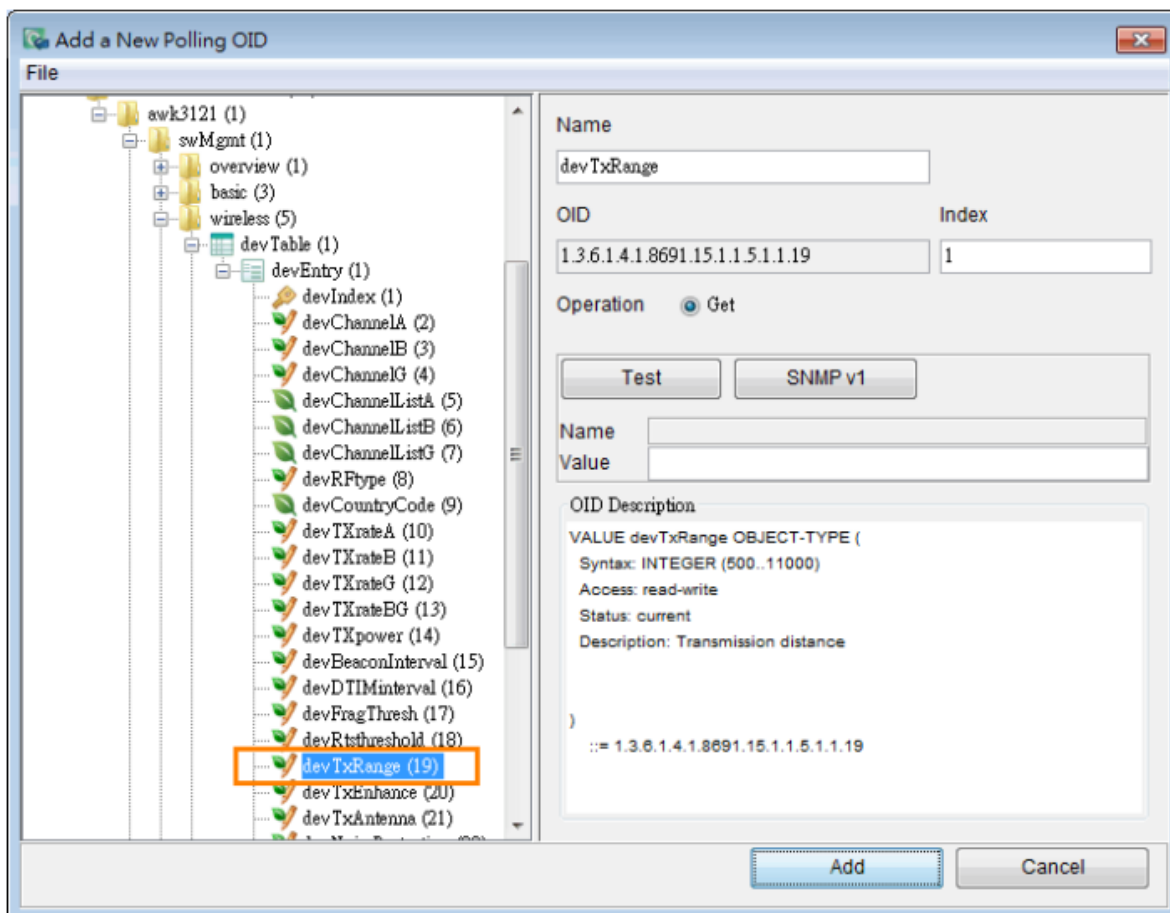 Add a New Polling OID
File
awk3121 (1)
swMgmt (1)
overview (1)
basic (3)
wireless (5)
devTable (1)
devEntry (1)
devIndex (1)
devChannelA (2)
devChannelB (3)
devChannelG (4)
devChannelListA (5)
devChannelListB (6)
devChannelListG (7)
devRFtype (8)
devCountryCode (9)
devTXrateA (10)
devTXrateB (11)
devTXrateG (12)
devTXrateBG (13)
devTXpower (14)
devBeaconInterval (15)
devDTIMinterval (16)
devFragThresh (17)
devRtsthreshold (18)
devTxRange (19)
devTxEnhance (20)
devTxAntenna (21)
Name
devTxRange
OID Index
1.3.6.1.4.1.8691.15.1.1.5.1.1.19 1
Operation Get
Test SNMP v1
Name
Value
OID Description
VALUE devTxRange OBJECT-TYPE (
Syntax: INTEGER (500..11000)
Access: read-write
Status: current
Description: Transmission distance
)
::= 1.3.6.1.4.1.8691.15.1.1.5.1.1.19
Add Cancel